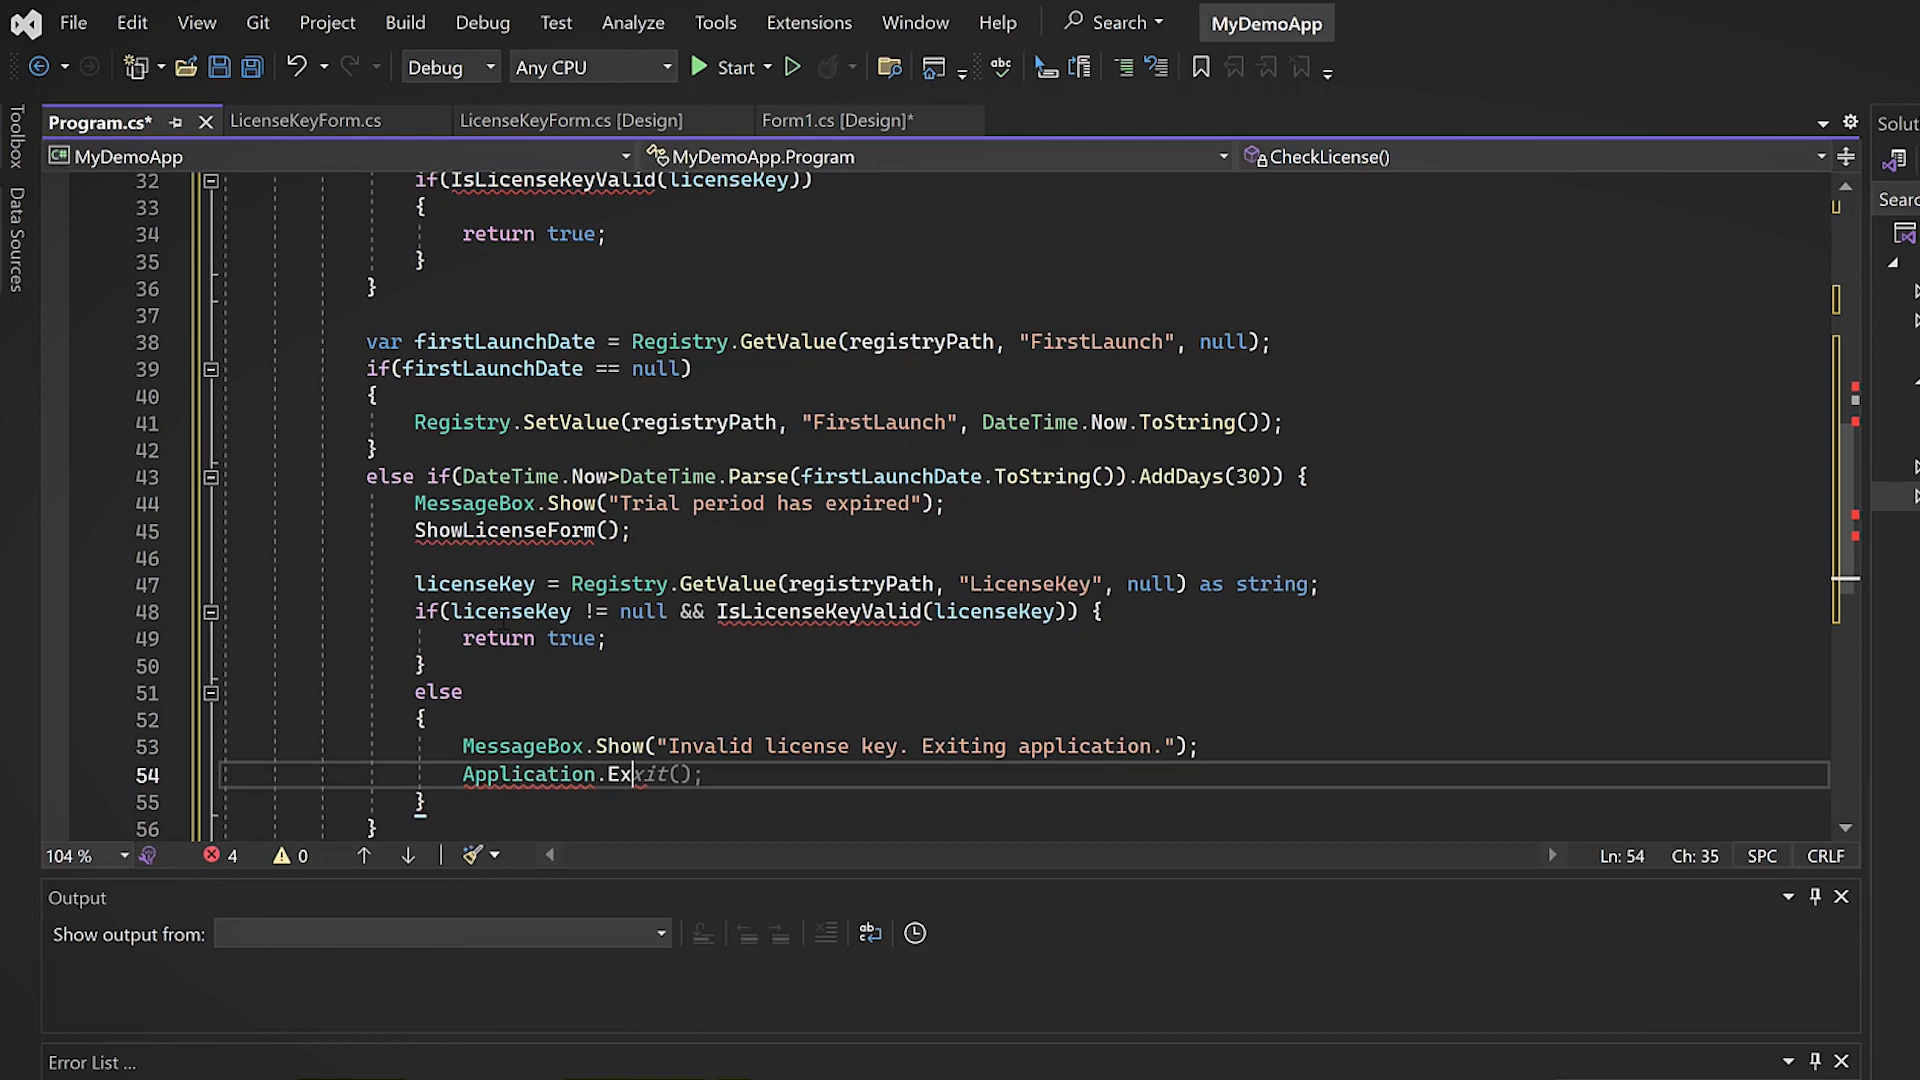 File Edit View Git Project Build Debug Test Analyze Tools Extensions Window Help Search MyDemoApp
Debug Any CPU Start
Program.cs* LicenseKeyForm.cs LicenseKeyForm.cs [Design] Form1.cs [Design]*
Solut
MyDemoApp MyDemoApp.Program CheckLicense()
Searc
Toolbox
Data Sources
32 if(IsLicenseKeyValid(licenseKey))
33 {
34 return true;
35 }
36 }
37
38 var firstLaunchDate = Registry.GetValue(registryPath, "FirstLaunch", null);
39 if(firstLaunchDate == null)
40 {
41 Registry.SetValue(registryPath, "FirstLaunch", DateTime.Now.ToString());
42 }
43 else if(DateTime.Now>DateTime.Parse(firstLaunchDate.ToString()).AddDays(30)) {
44 MessageBox.Show("Trial period has expired");
45 ShowLicenseForm();
46
47 licenseKey = Registry.GetValue(registryPath, "LicenseKey", null) as string;
48 if(licenseKey != null && IsLicenseKeyValid(licenseKey)) {
49 return true;
50 }
51 else
52 {
53 MessageBox.Show("Invalid license key. Exiting application.");
54 Application.Exxit();
55 }
56 }
104 % 4 0 Ln: 54 Ch: 35 SPC CRLF
Output
Show output from:
Error List ...